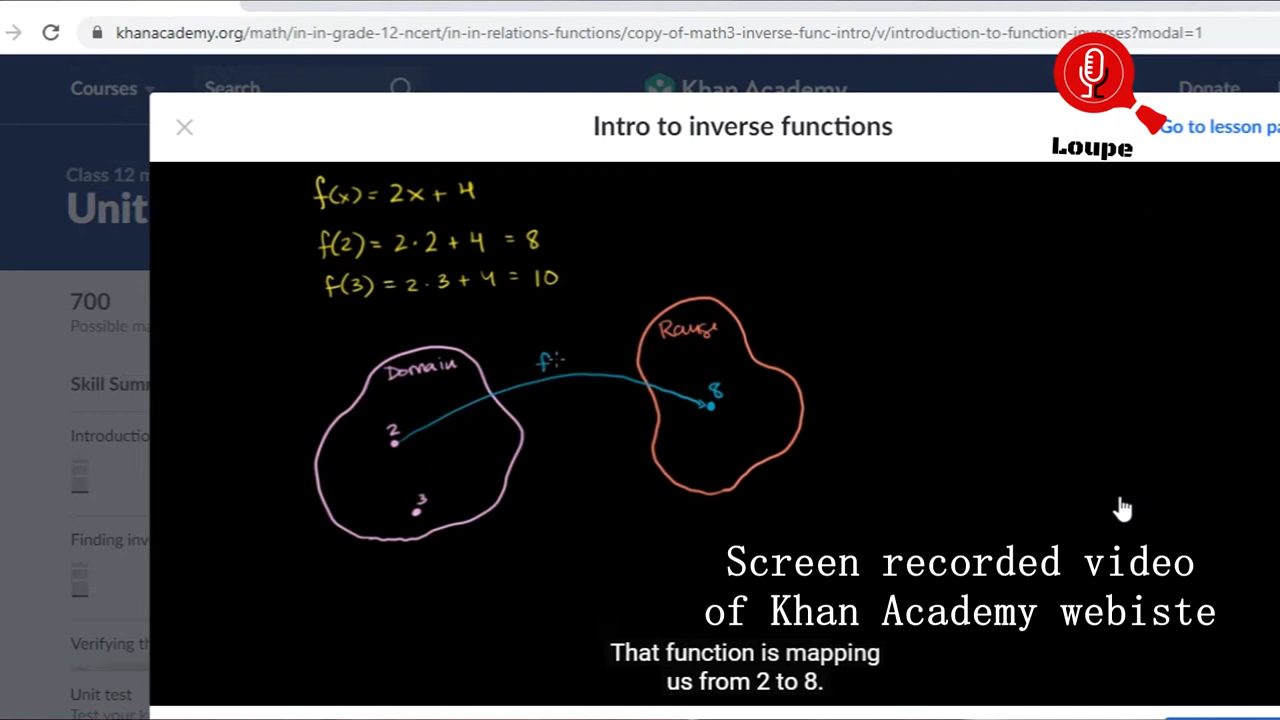 khanacademy.org/math/in-in-grade-12-ncert/in-in-relations-functions/copy-of-math3-inverse-func-intro/v/introduction-to-function-inverses?modal=1
Courses
Search
Khan Academy
Donate
Intro to inverse functions
Go to lesson pa
Loupe
Class 12 m
Unit
700
Possible ma
Skill Summ
Introduction
Finding inv
Verifying th
Unit test
Test your k
f(x) = 2x + 4
f(2) = 2·2 + 4 = 8
f(3) = 2·3 + 4 = 10
Domain
Range
f
2
8
3
Screen recorded video
of Khan Academy webiste
That function is mapping
us from 2 to 8.